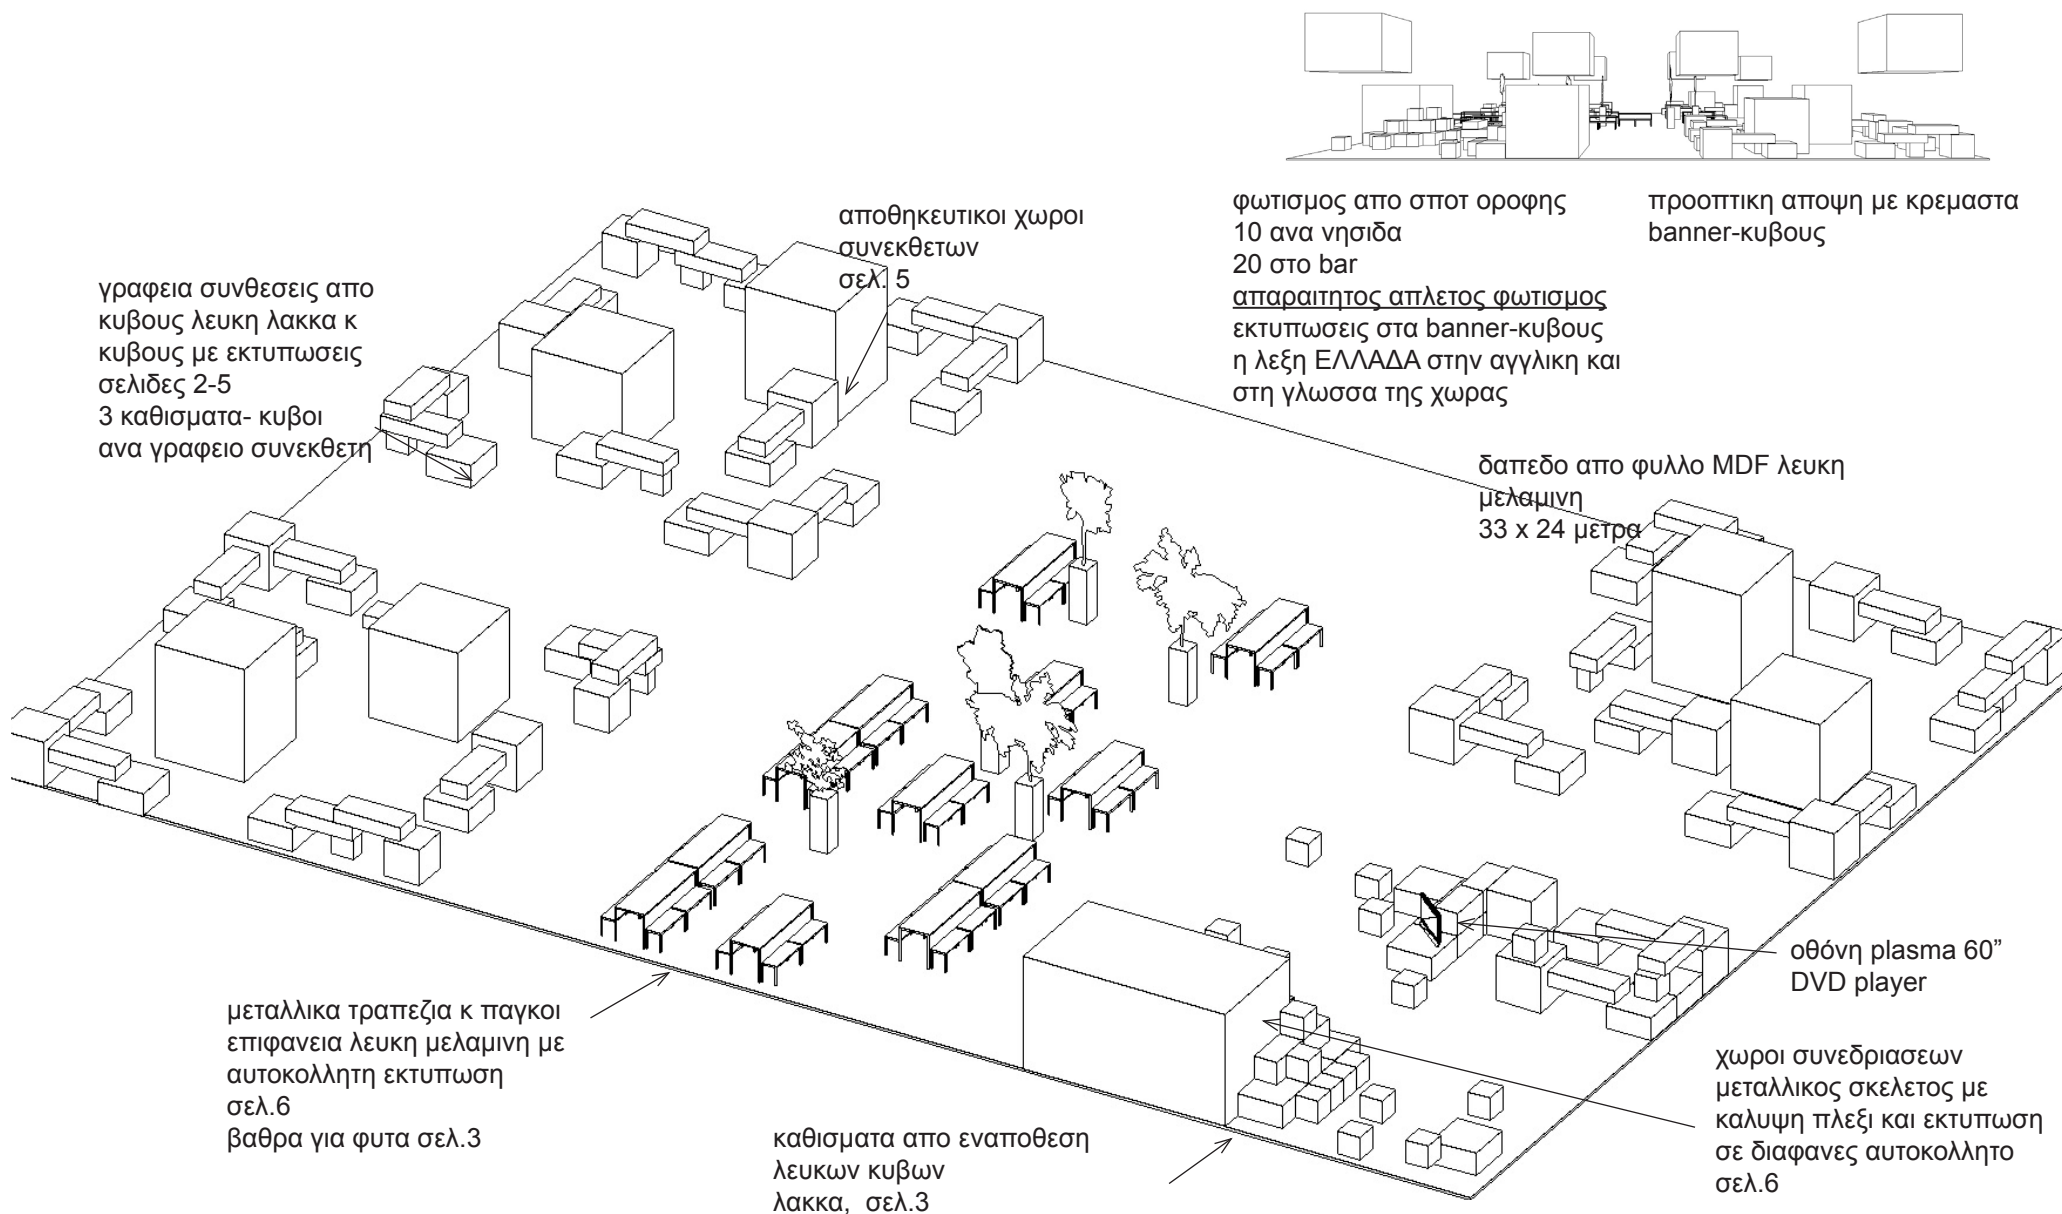 φωτισμος απο σποτ οροφης
10 ανα νησιδα
20 στο bar
απαραιτητος απλετος φωτισμος
εκτυπωσεις στα banner-κυβους
η λεξη ΕΛΛΑΔΑ στην αγγλικη και
στη γλωσσα της χωρας
προοπτικη αποψη με κρεμαστα
banner-κυβους
αποθηκευτικοι χωροι
συνεκθετων
σελ. 5
γραφεια συνθεσεις απο
κυβους λευκη λακκα κ
κυβους με εκτυπωσεις
σελιδες 2-5
3 καθισματα- κυβοι
ανα γραφειο συνεκθετη
δαπεδο απο φυλλο MDF λευκη
μελαμινη
33 x 24 μετρα
οθόνη plasma 60”
DVD player
μεταλλικα τραπεζια κ παγκοι
επιφανεια λευκη μελαμινη με
αυτοκολλητη εκτυπωση
σελ.6
βαθρα για φυτα σελ.3
χωροι συνεδριασεων
μεταλλικος σκελετος με
καλυψη πλεξι και εκτυπωση
σε διαφανες αυτοκολλητο
σελ.6
καθισματα απο εναποθεση
λευκων κυβων
λακκα, σελ.3